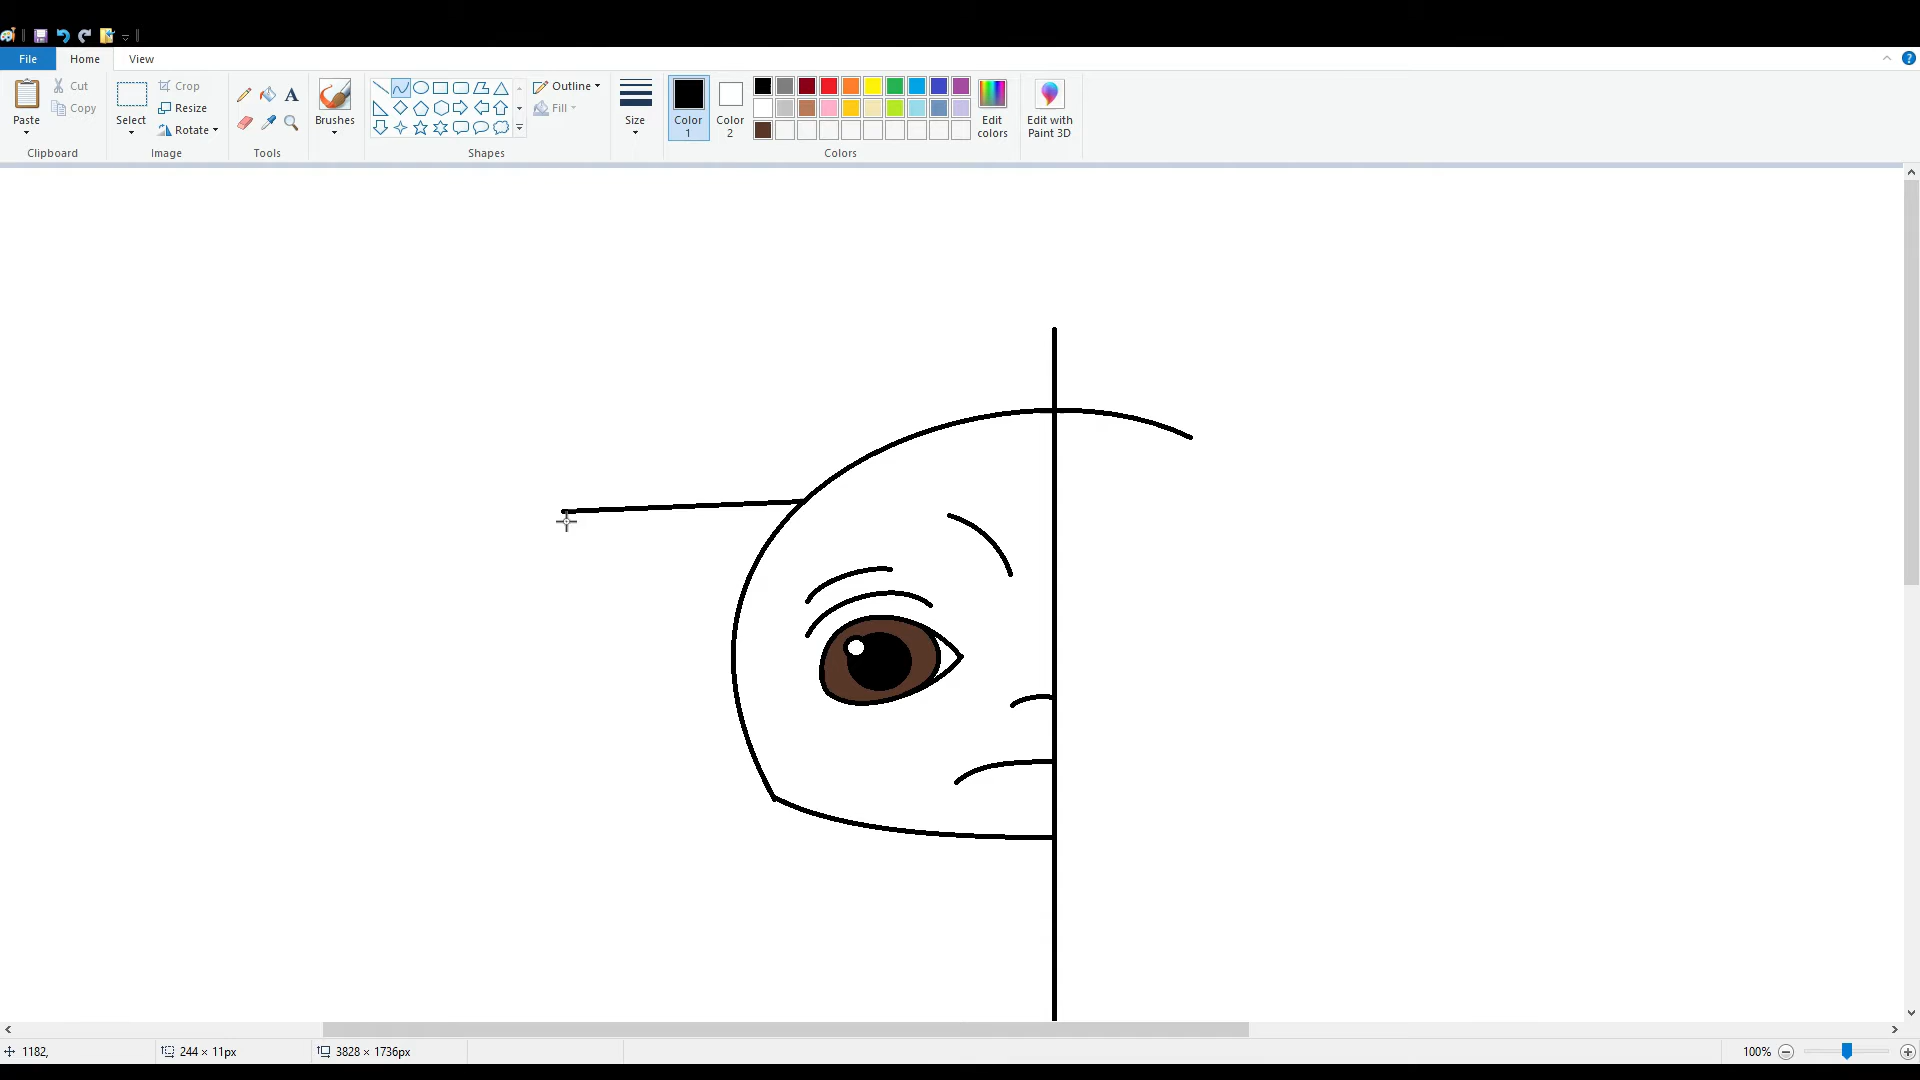 File Home View
Paste
Cut
Copy
Clipboard
Select
Crop
Resize
Rotate
Image
A
Tools
Brushes
Outline
Fill
Shapes
Size
Color
1
Color
2
Edit
colors
Colors
Edit with
Paint 3D
?
1182,
244 × 11px
3828 × 1736px
100%